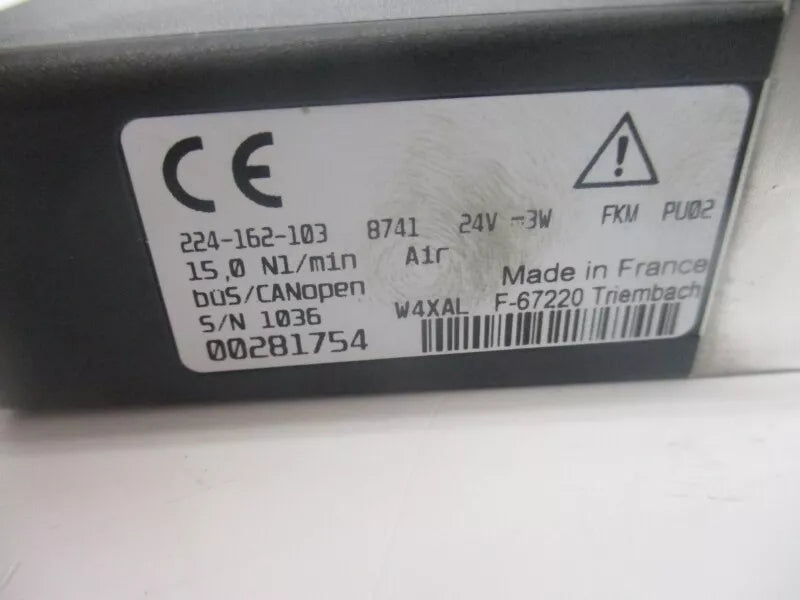 CE
224-162-103 8741 24V ⎓3W FKM PU02
15,0 Nl/min Air
büS/CANopen Made in France
S/N 1036 W4XAL F-67220 Triembach
00281754